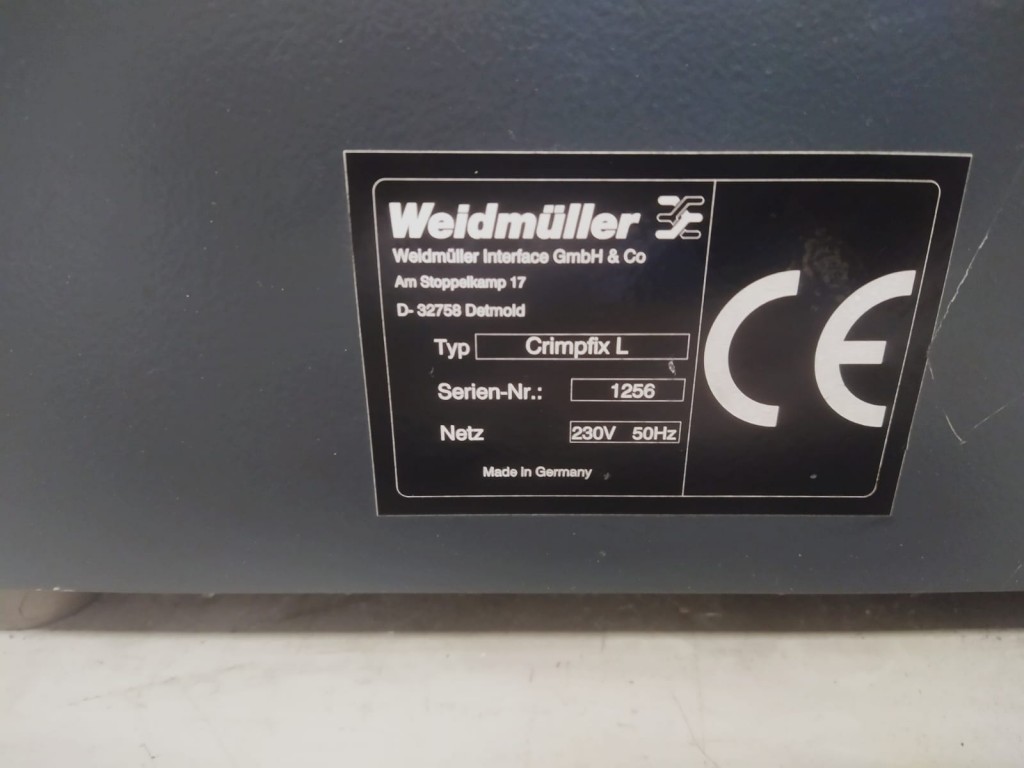 Weidmüller
Weidmüller Interface GmbH & Co
Am Stoppelkamp 17
D- 32758 Detmold
Typ Crimpfix L
Serien-Nr.: 1256
Netz 230V 50Hz
Made in Germany
CE